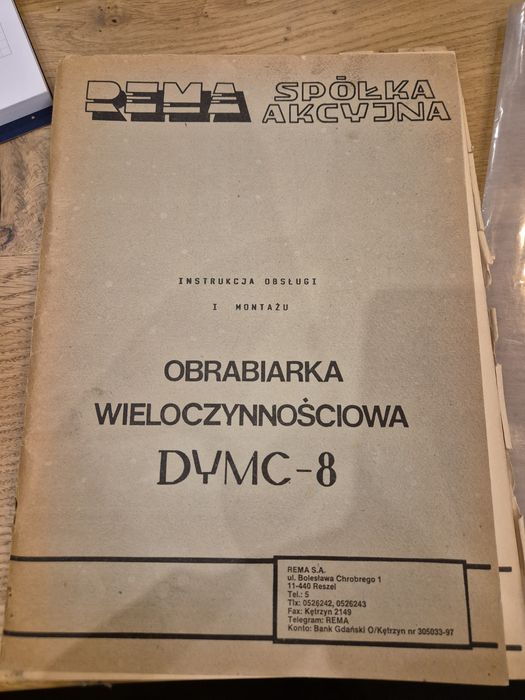 REMA SPÓŁKA
AKCYJNA
INSTRUKCJA OBSŁUGI
I MONTAŻU
OBRABIARKA
WIELOCZYNNOŚCIOWA
DYMC-8
REMA S.A.
ul. Bolesława Chrobrego 1
11-440 Reszel
Tel.: 5
Tlx: 0526242, 0526243
Fax: Kętrzyn 2149
Telegram: REMA
Konto: Bank Gdański O/Kętrzyn nr 305033-97